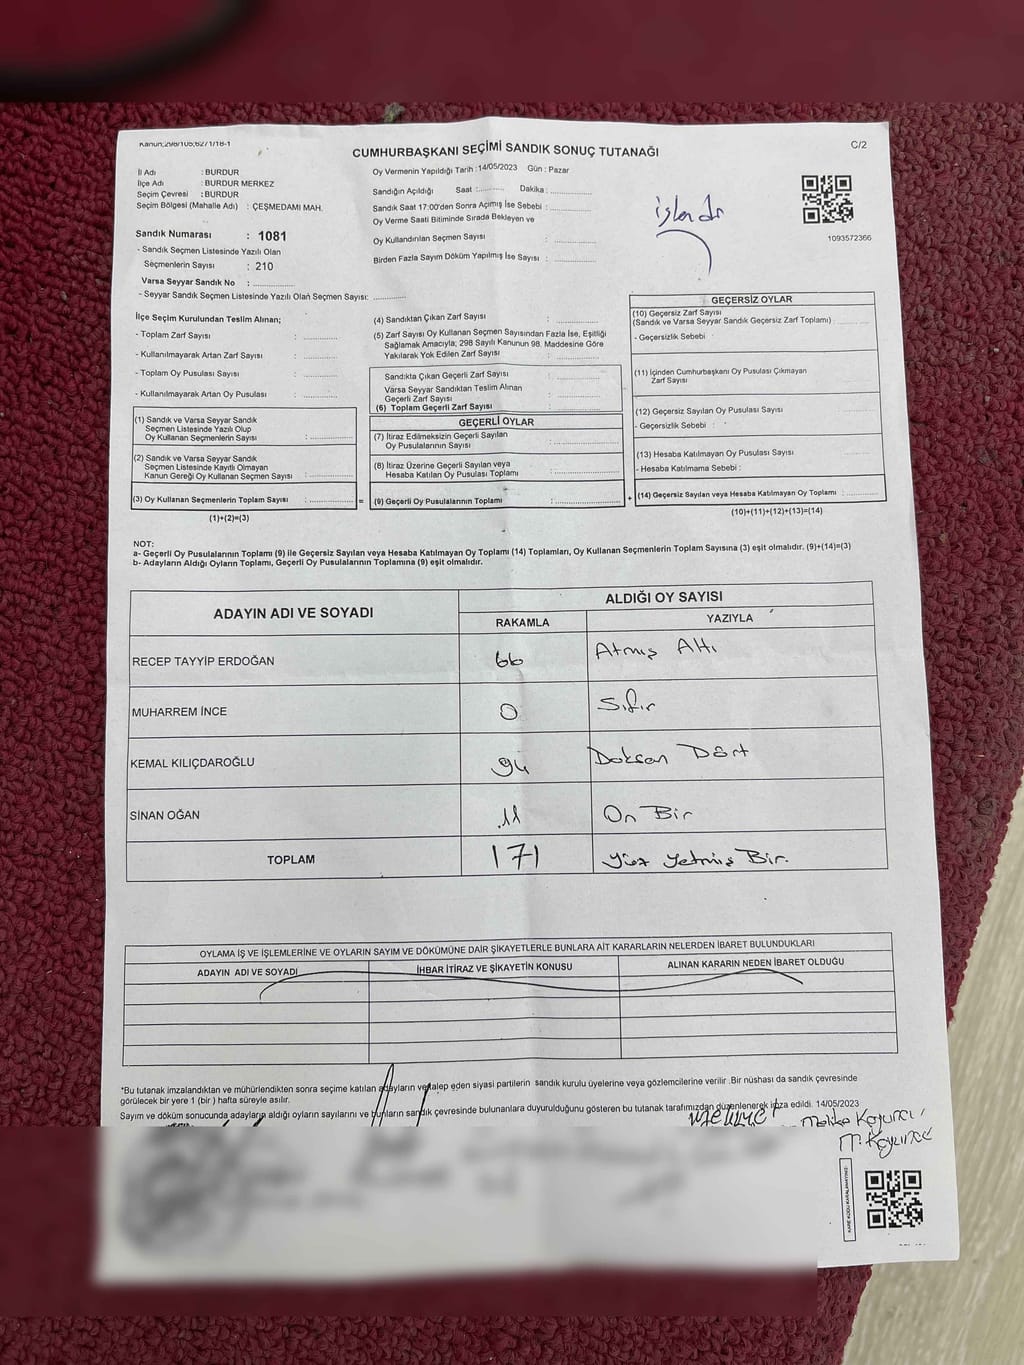 Kanun:298/105;6271/18-1
C/2
CUMHURBAŞKANI SEÇİMİ SANDIK SONUÇ TUTANAĞI
İl Adı : BURDUR
İlçe Adı : BURDUR MERKEZ
Seçim Çevresi : BURDUR
Seçim Bölgesi (Mahalle Adı) : ÇEŞMEDAMI MAH.
Sandık Numarası : 1081
- Sandık Seçmen Listesinde Yazılı Olan
Seçmenlerin Sayısı : 210
Varsa Seyyar Sandık No :
- Seyyar Sandık Seçmen Listesinde Yazılı Olan Seçmen Sayısı:
Oy Vermenin Yapıldığı Tarih :14/05/2023 Gün : Pazar
Sandığın Açıldığı Saat : Dakika :
Sandık Saat 17:00'den Sonra Açımış İse Sebebi :
Oy Verme Saati Bitiminde Sırada Bekleyen ve
Oy Kullandırılan Seçmen Sayısı :
Birden Fazla Sayım Döküm Yapılmış İse Sayısı :
işlendi
1093572366
İlçe Seçim Kurulundan Teslim Alınan;
- Toplam Zarf Sayısı :
- Kullanılmayarak Artan Zarf Sayısı :
- Toplam Oy Pusulası Sayısı :
- Kullanılmayarak Artan Oy Pusulası :
(1) Sandık ve Varsa Seyyar Sandık
Seçmen Listesinde Yazılı Olup
Oy Kullanan Seçmenlerin Sayısı :
(2) Sandık ve Varsa Seyyar Sandık
Seçmen Listesinde Kayıtlı Olmayan
Kanun Gereği Oy Kullanan Seçmen Sayısı :
(3) Oy Kullanan Seçmenlerin Toplam Sayısı : =
(1)+(2)=(3)
(4) Sandıktan Çıkan Zarf Sayısı :
(5) Zarf Sayısı Oy Kullanan Seçmen Sayısından Fazla İse, Eşitliği
Sağlamak Amacıyla; 298 Sayılı Kanunun 98. Maddesine Göre
Yakılarak Yok Edilen Zarf Sayısı :
Sandıkta Çıkan Geçerli Zarf Sayısı :
Varsa Seyyar Sandıktan Teslim Alınan
Geçerli Zarf Sayısı :
(6) Toplam Geçerli Zarf Sayısı :
GEÇERLİ OYLAR
(7) İtiraz Edilmeksizin Geçerli Sayılan
Oy Pusulalarının Sayısı :
(8) İtiraz Üzerine Geçerli Sayılan veya
Hesaba Katılan Oy Pusulası Toplamı :
(9) Geçerli Oy Pusulalarının Toplamı : +
GEÇERSİZ OYLAR
(10) Geçersiz Zarf Sayısı
(Sandık ve Varsa Seyyar Sandık Geçersiz Zarf Toplamı) :
- Geçersizlik Sebebi :
(11) İçinden Cumhurbaşkanı Oy Pusulası Çıkmayan
Zarf Sayısı :
(12) Geçersiz Sayılan Oy Pusulası Sayısı :
- Geçersizlik Sebebi :
(13) Hesaba Katılmayan Oy Pusulası Sayısı :
- Hesaba Katılmama Sebebi :
(14) Geçersiz Sayılan veya Hesaba Katılmayan Oy Toplamı :
(10)+(11)+(12)+(13)=(14)
NOT:
a- Geçerli Oy Pusulalarının Toplamı (9) ile Geçersiz Sayılan veya Hesaba Katılmayan Oy Toplamı (14) Toplamları, Oy Kullanan Seçmenlerin Toplam Sayısına (3) eşit olmalıdır. (9)+(14)=(3)
b- Adayların Aldığı Oyların Toplamı, Geçerli Oy Pusulalarının Toplamına (9) eşit olmalıdır.
ADAYIN ADI VE SOYADI ALDIĞI OY SAYISI
RAKAMLA YAZIYLA
RECEP TAYYİP ERDOĞAN 66 Atmış Altı
MUHARREM İNCE 0 Sıfır
KEMAL KILIÇDAROĞLU 94 Doksan Dört
SİNAN OĞAN 11 On Bir
TOPLAM 171 Yüz Yetmiş Bir.
OYLAMA İŞ VE İŞLEMLERİNE VE OYLARIN SAYIM VE DÖKÜMÜNE DAİR ŞİKAYETLERLE BUNLARA AİT KARARLARIN NELERDEN İBARET BULUNDUKLARI
ADAYIN ADI VE SOYADI İHBAR İTİRAZ VE ŞİKAYETİN KONUSU ALINAN KARARIN NEDEN İBARET OLDUĞU
*Bu tutanak imzalandıktan ve mühürlendikten sonra seçime katılan adayların ve talep eden siyasi partilerin sandık kurulu üyelerine veya gözlemcilerine verilir .Bir nüshası da sandık çevresinde
görülecek bir yere 1 (bir ) hafta süreyle asılır.
Sayım ve döküm sonucunda adayların aldığı oyların sayılarını ve bunların sandık çevresinde bulunanlara duyurulduğunu gösteren bu tutanak tarafımızdan düzenlenerek imza edildi. 14/05/2023
Mehmet Melike Koyuncu
M. Koyuncu